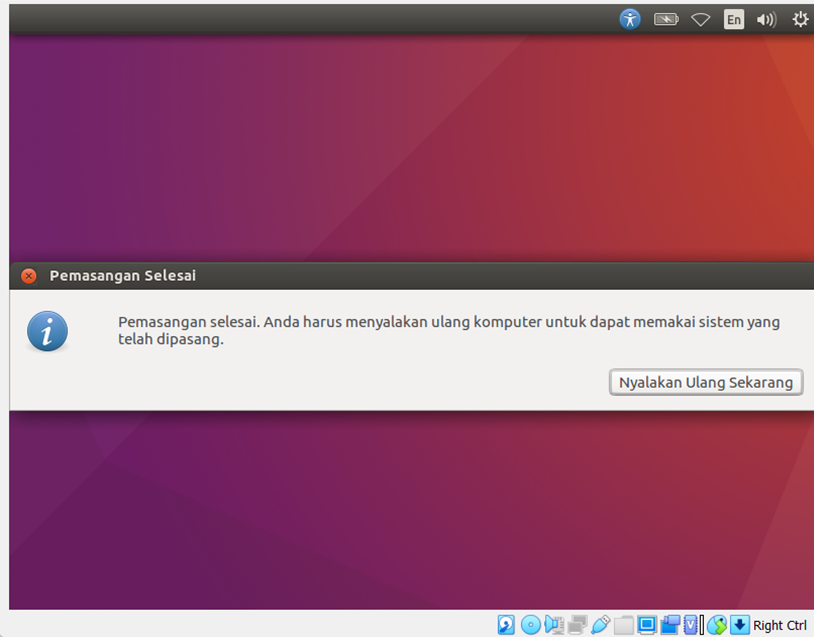 En
Pemasangan Selesai
Pemasangan selesai. Anda harus menyalakan ulang komputer untuk dapat memakai sistem yang
telah dipasang.
Nyalakan Ulang Sekarang
Right Ctrl